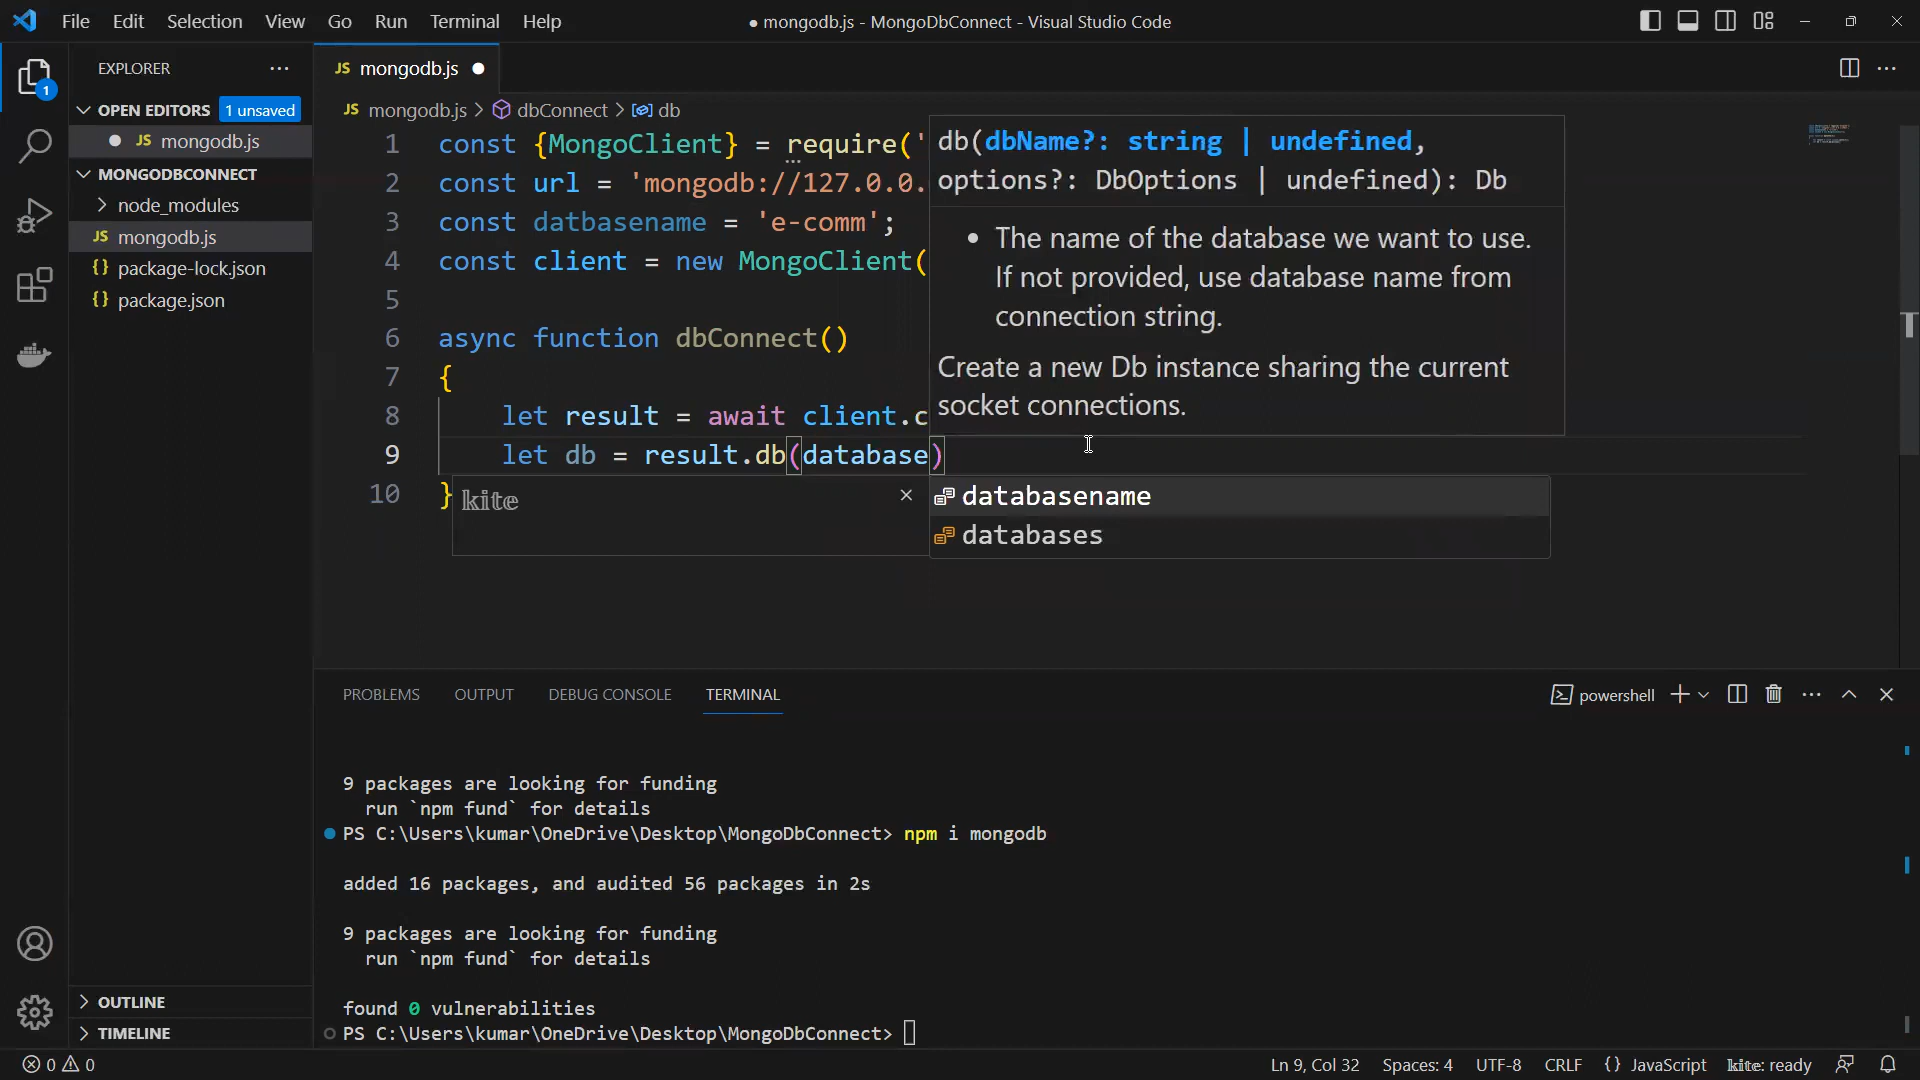 File Edit Selection View Go Run Terminal Help
● mongodb.js - MongoDbConnect - Visual Studio Code
EXPLORER
1
OPEN EDITORS 1 unsaved
JS mongodb.js
MONGODBCONNECT
node_modules
JS mongodb.js
{} package-lock.json
{} package.json
OUTLINE
TIMELINE
JS mongodb.js ●
JS mongodb.js > dbConnect > db
1 const {MongoClient} = require('
2 const url = 'mongodb://127.0.0.
3 const datbasename = 'e-comm';
4 const client = new MongoClient(
5
6 async function dbConnect()
7 {
8 let result = await client.c
9 let db = result.db(database)
10 }
db(dbName?: string | undefined,
options?: DbOptions | undefined): Db
• The name of the database we want to use.
If not provided, use database name from
connection string.
Create a new Db instance sharing the current
socket connections.
kite
databasename
databases
PROBLEMS OUTPUT DEBUG CONSOLE TERMINAL
powershell
9 packages are looking for funding
run `npm fund` for details
PS C:\Users\kumar\OneDrive\Desktop\MongoDbConnect> npm i mongodb
added 16 packages, and audited 56 packages in 2s
9 packages are looking for funding
run `npm fund` for details
found 0 vulnerabilities
PS C:\Users\kumar\OneDrive\Desktop\MongoDbConnect>
0 0
Ln 9, Col 32 Spaces: 4 UTF-8 CRLF {} JavaScript kite: ready